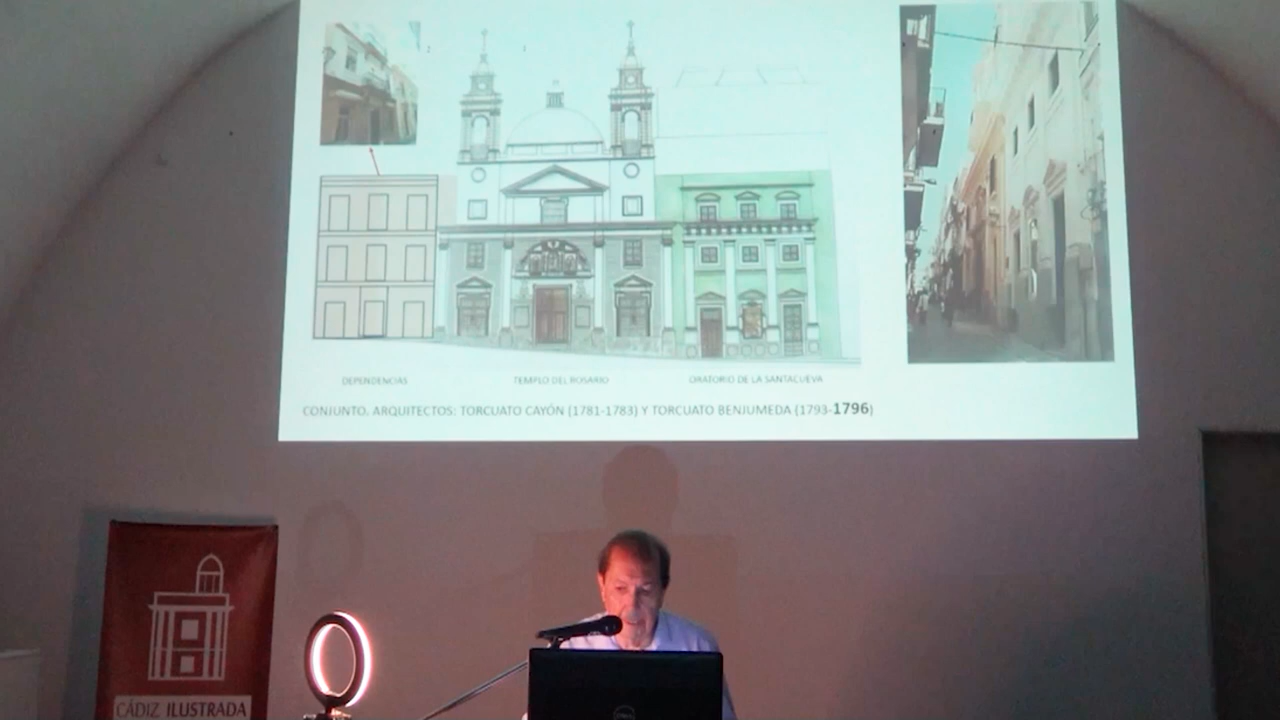 DEPENDENCIAS
TEMPLO DEL ROSARIO
ORATORIO DE LA SANTACUEVA
CONJUNTO. ARQUITECTOS: TORCUATO CAYÓN (1781-1783) Y TORCUATO BENJUMEDA (1793-1796)
CÁDIZ ILUSTRADA
DELL